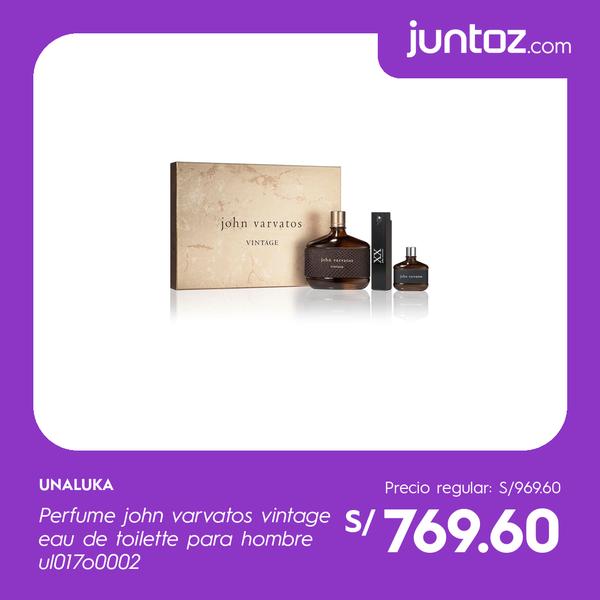 juntoz.com
john varvatos
VINTAGE
john varvatos
VINTAGE
XX
john varvatos
UNALUKA
Perfume john varvatos vintage
eau de toilette para hombre
ul017o0002
Precio regular: S/969.60
S/ 769.60